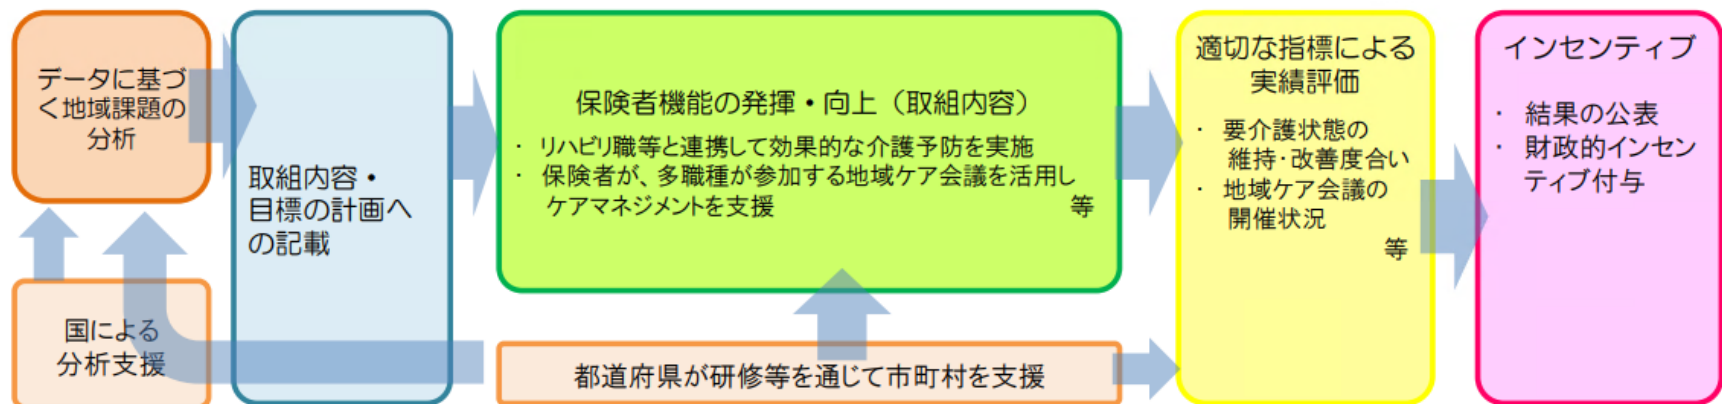 データに基づ
く地域課題の
分析
国による
分析支援
取組内容・
目標の計画へ
の記載
保険者機能の発揮・向上（取組内容）
・ リハビリ職等と連携して効果的な介護予防を実施
・ 保険者が、多職種が参加する地域ケア会議を活用し
ケアマネジメントを支援 等
都道府県が研修等を通じて市町村を支援
適切な指標による
実績評価
・ 要介護状態の
維持・改善度合い
・ 地域ケア会議の
開催状況
等
インセンティブ
・ 結果の公表
・ 財政的インセン
ティブ付与